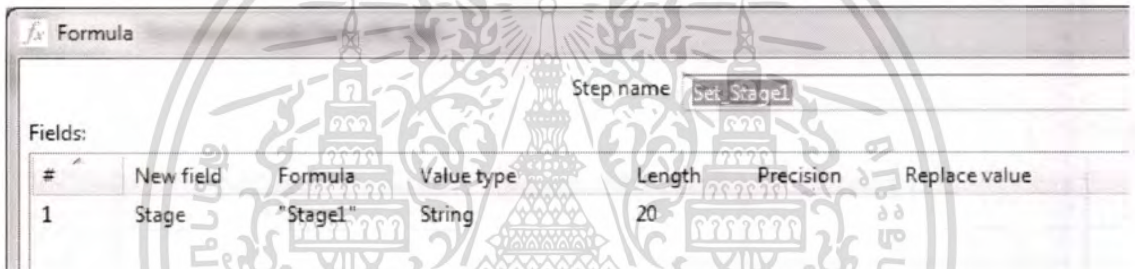 fx Formula
Step name Set_Stage1
Fields:
# New field Formula Value type Length Precision Replace value
1 Stage "Stage1" String 20